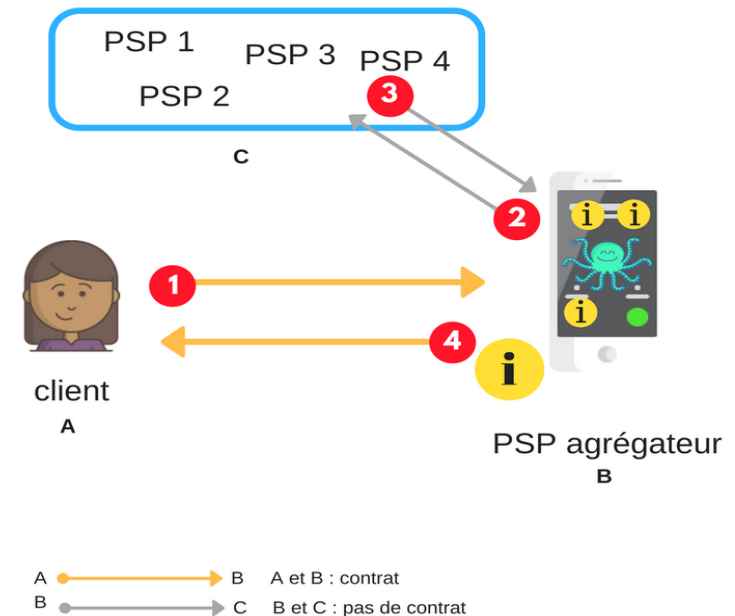 PSP 1
PSP 3
PSP 4
PSP 2
3
C
2
i i
1
i
4
i
client
A
PSP agrégateur
B
A B A et B : contrat
B C B et C : pas de contrat